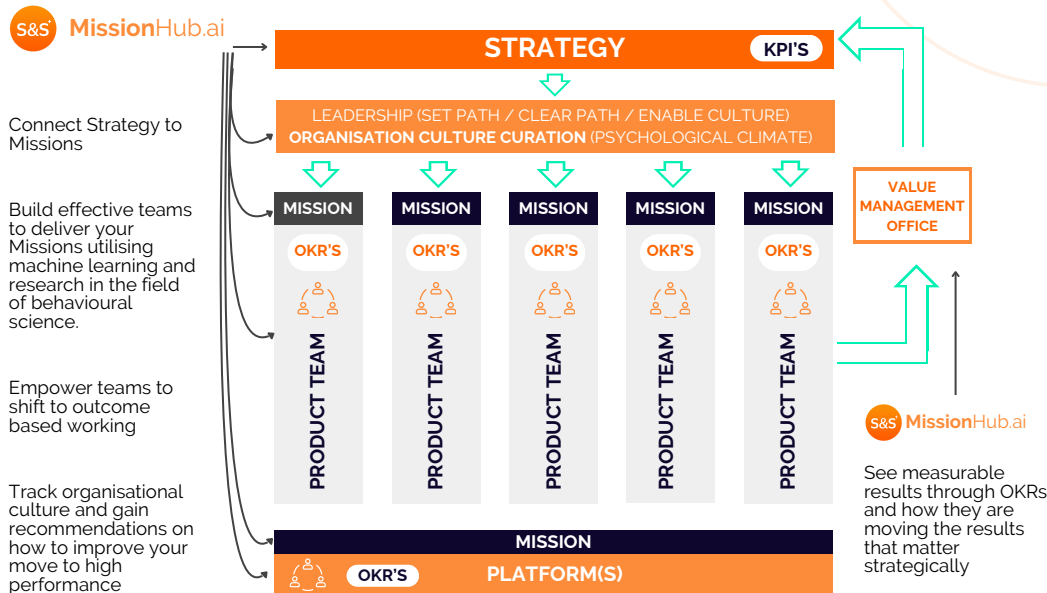 S&S+ MissionHub.ai
STRATEGY
KPI'S
LEADERSHIP (SET PATH / CLEAR PATH / ENABLE CULTURE)
ORGANISATION CULTURE CURATION (PSYCHOLOGICAL CLIMATE)
Connect Strategy to
Missions
Build effective teams
to deliver your
Missions utilising
machine learning and
research in the field
of behavioural
science.
Empower teams to
shift to outcome
based working
Track organisational
culture and gain
recommendations on
how to improve your
move to high
performance
MISSION
OKR'S
PRODUCT TEAM
MISSION
OKR'S
PRODUCT TEAM
MISSION
OKR'S
PRODUCT TEAM
MISSION
OKR'S
PRODUCT TEAM
MISSION
OKR'S
PRODUCT TEAM
MISSION
OKR'S
PLATFORM(S)
VALUE
MANAGEMENT
OFFICE
S&S+ MissionHub.ai
See measurable
results through OKRs
and how they are
moving the results
that matter
strategically